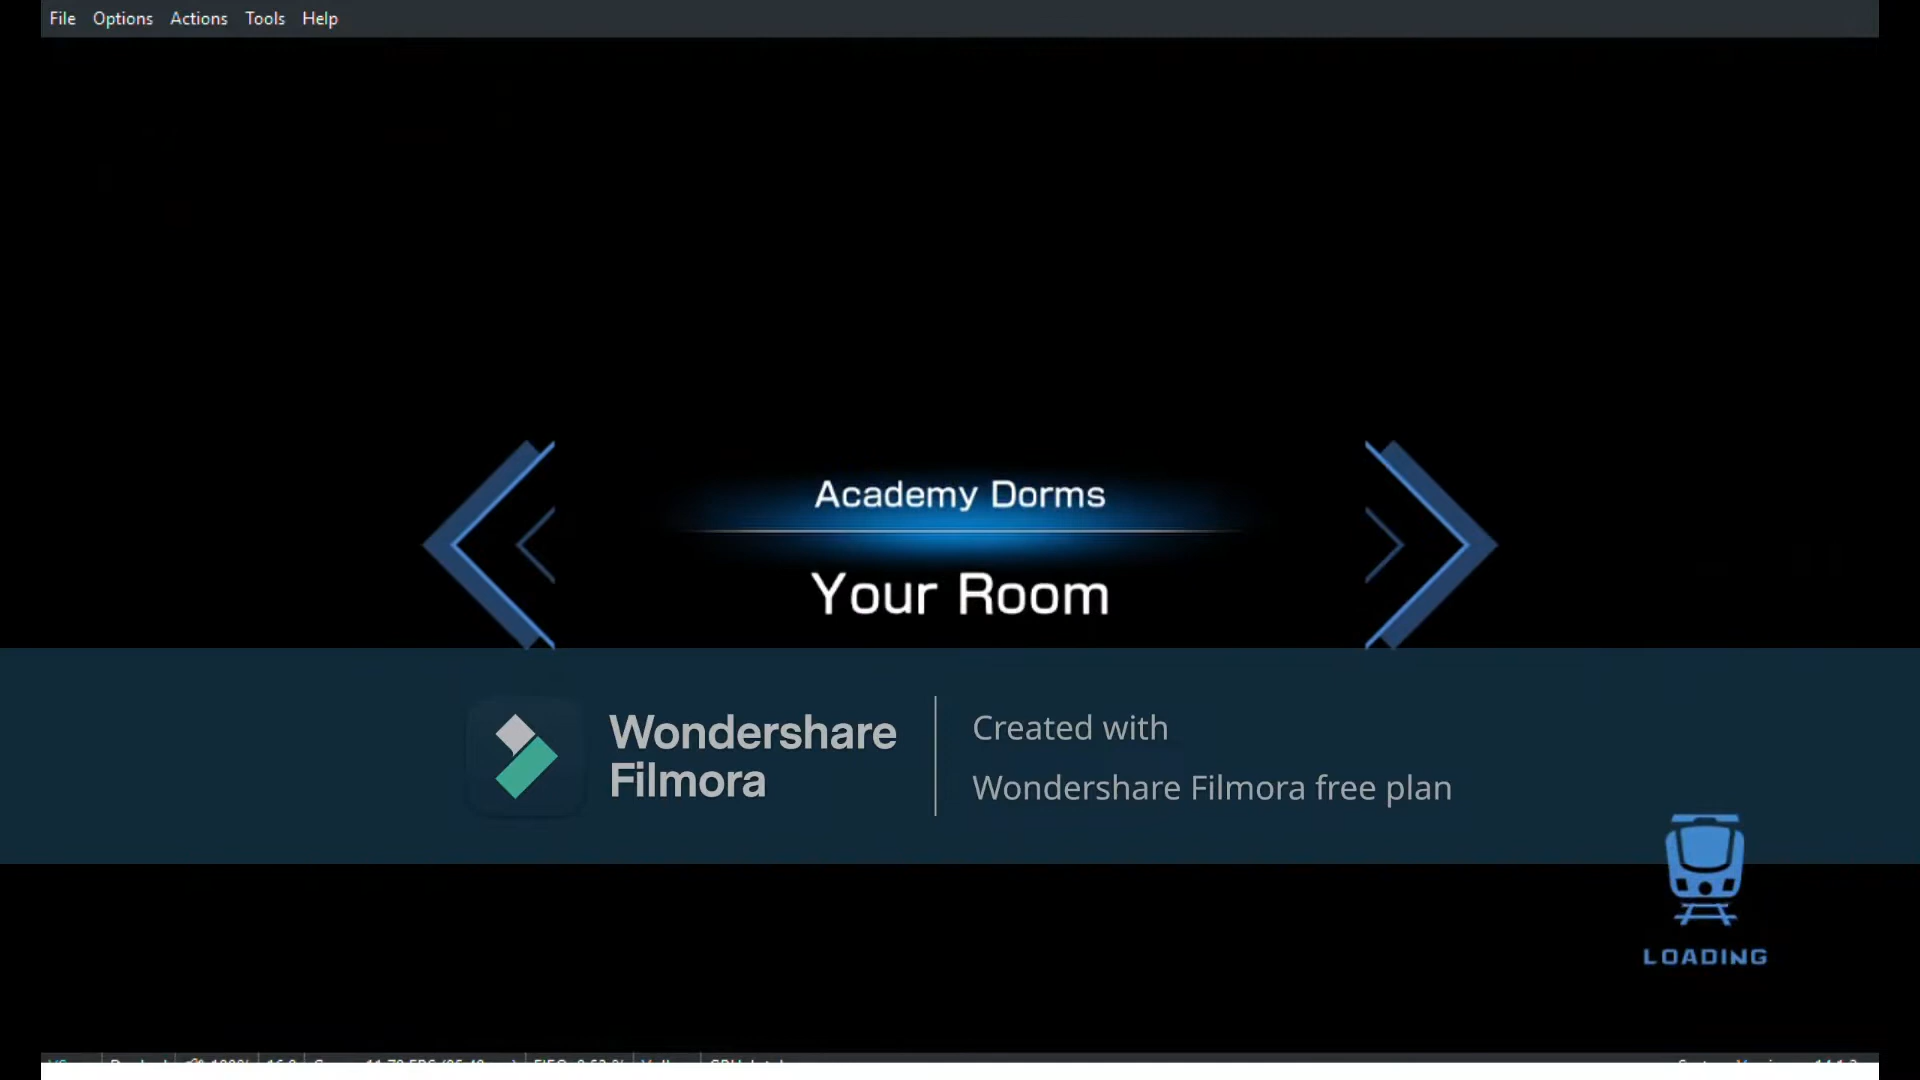 File Options Actions Tools Help
Academy Dorms
Your Room
Wondershare
Filmora
Created with
Wondershare Filmora free plan
LOADING